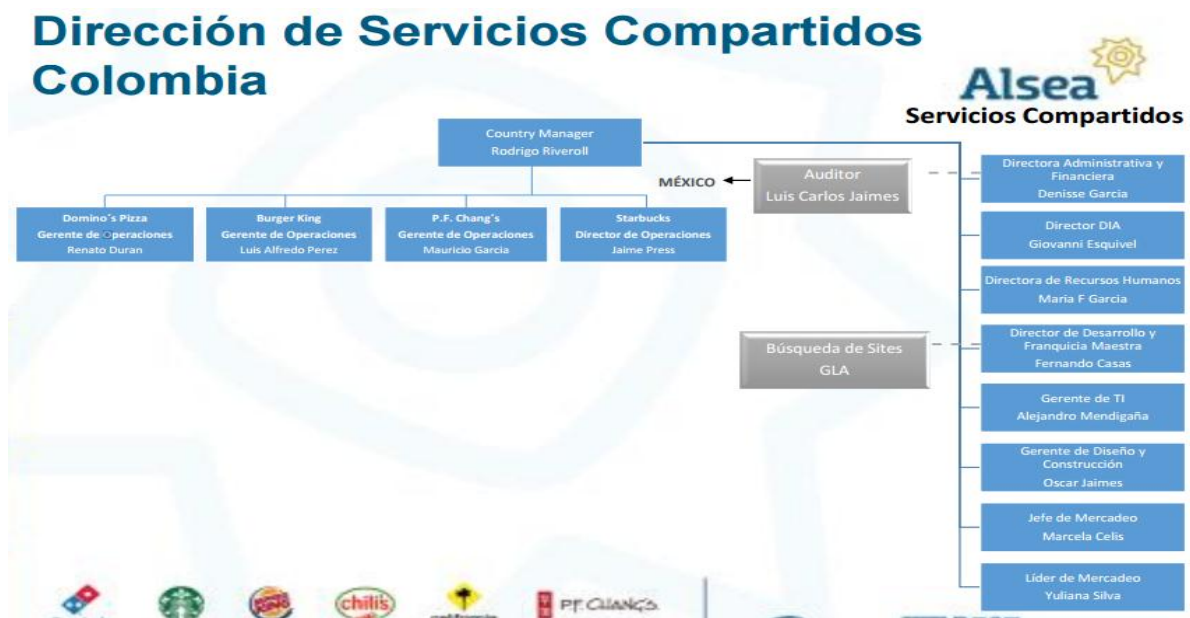 Dirección de Servicios Compartidos
Colombia
Alsea
Servicios Compartidos
Country Manager
Rodrigo Riveroll
MÉXICO
Auditor
Luis Carlos Jaimes
Domino´s Pizza
Gerente de Operaciones
Renato Duran
Burger King
Gerente de Operaciones
Luis Alfredo Perez
P.F. Chang´s
Gerente de Operaciones
Mauricio Garcia
Starbucks
Director de Operaciones
Jaime Press
Directora Administrativa y
Financiera
Denisse Garcia
Director DIA
Giovanni Esquivel
Directora de Recursos Humanos
Maria F Garcia
Búsqueda de Sites
GLA
Director de Desarrollo y
Franquicia Maestra
Fernando Casas
Gerente de TI
Alejandro Mendigaña
Gerente de Diseño y
Construcción
Oscar Jaimes
Jefe de Mercadeo
Marcela Celis
Líder de Mercadeo
Yuliana Silva
chili's
P.F. CHANG'S